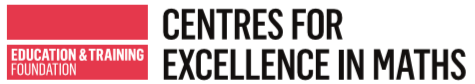 EDUCATION & TRAINING
FOUNDATION
CENTRES FOR
EXCELLENCE IN MATHS